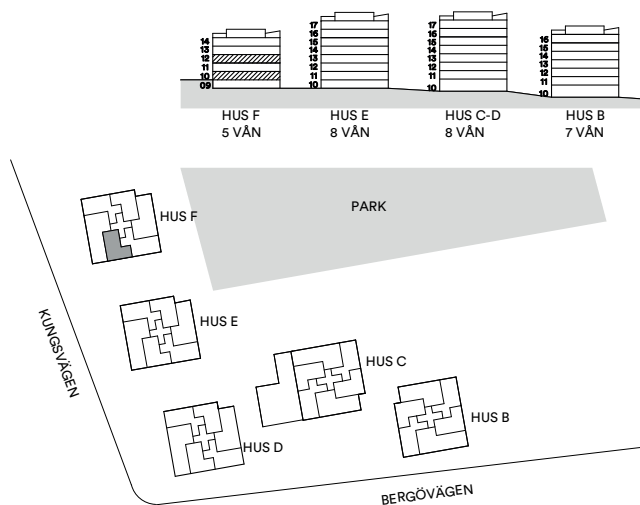 14
13
12
11
10
09
17
16
15
14
13
12
11
10
17
16
15
14
13
12
11
10
16
15
14
13
12
11
10
HUS F
5 VÅN
HUS E
8 VÅN
HUS C-D
8 VÅN
HUS B
7 VÅN
PARK
HUS F
HUS E
HUS C
HUS B
HUS D
KUNGSVÄGEN
BERGÖVÄGEN